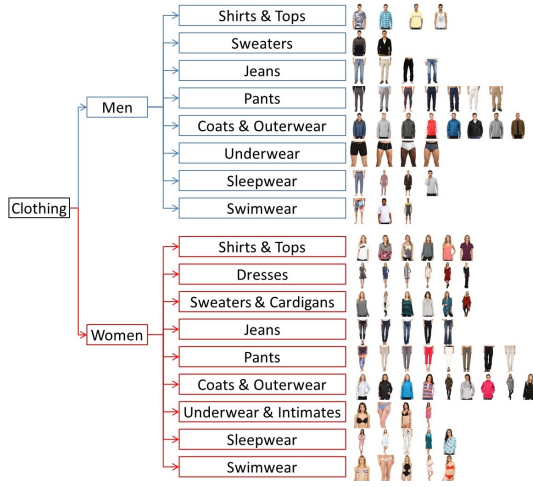 Shirts & Tops
Sweaters
Jeans
Men
Pants
Coats & Outerwear
Underwear
Sleepwear
Clothing
Swimwear
Shirts & Tops
Dresses
Sweaters & Cardigans
Women
Jeans
Pants
Coats & Outerwear
Underwear & Intimates
Sleepwear
Swimwear